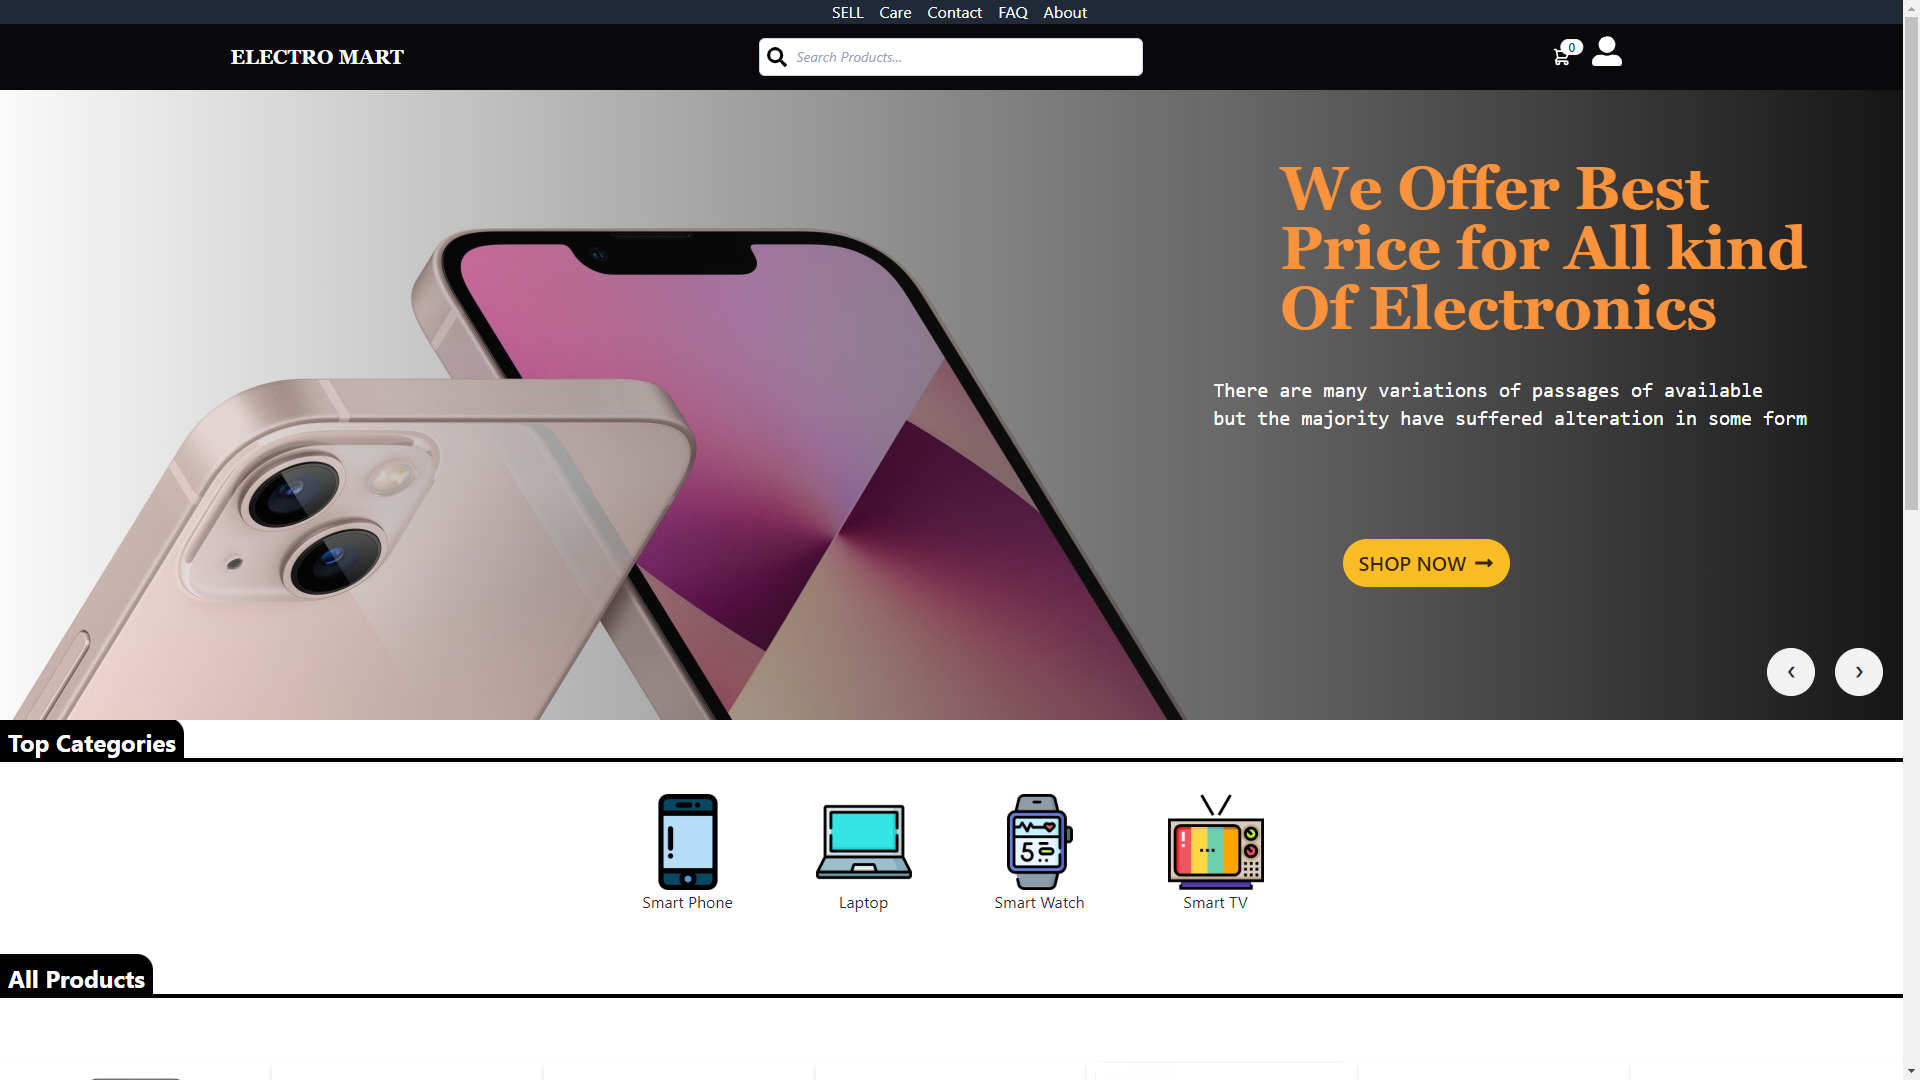 SELL Care Contact FAQ About
ELECTRO MART
Search Products...
0
We Offer Best
Price for All kind
Of Electronics
There are many variations of passages of available
but the majority have suffered alteration in some form
SHOP NOW
Top Categories
5
Smart Phone Laptop Smart Watch Smart TV
All Products